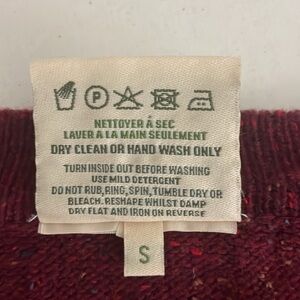 P
NETTOYER À SEC
LAVER A LA MAIN SEULEMENT
DRY CLEAN OR HAND WASH ONLY
TURN INSIDE OUT BEFORE WASHING
USE MILD DETERGENT
DO NOT RUB, RING, SPIN, TUMBLE DRY OR
BLEACH. RESHAPE WHILST DAMP
DRY FLAT AND IRON ON REVERSE
S